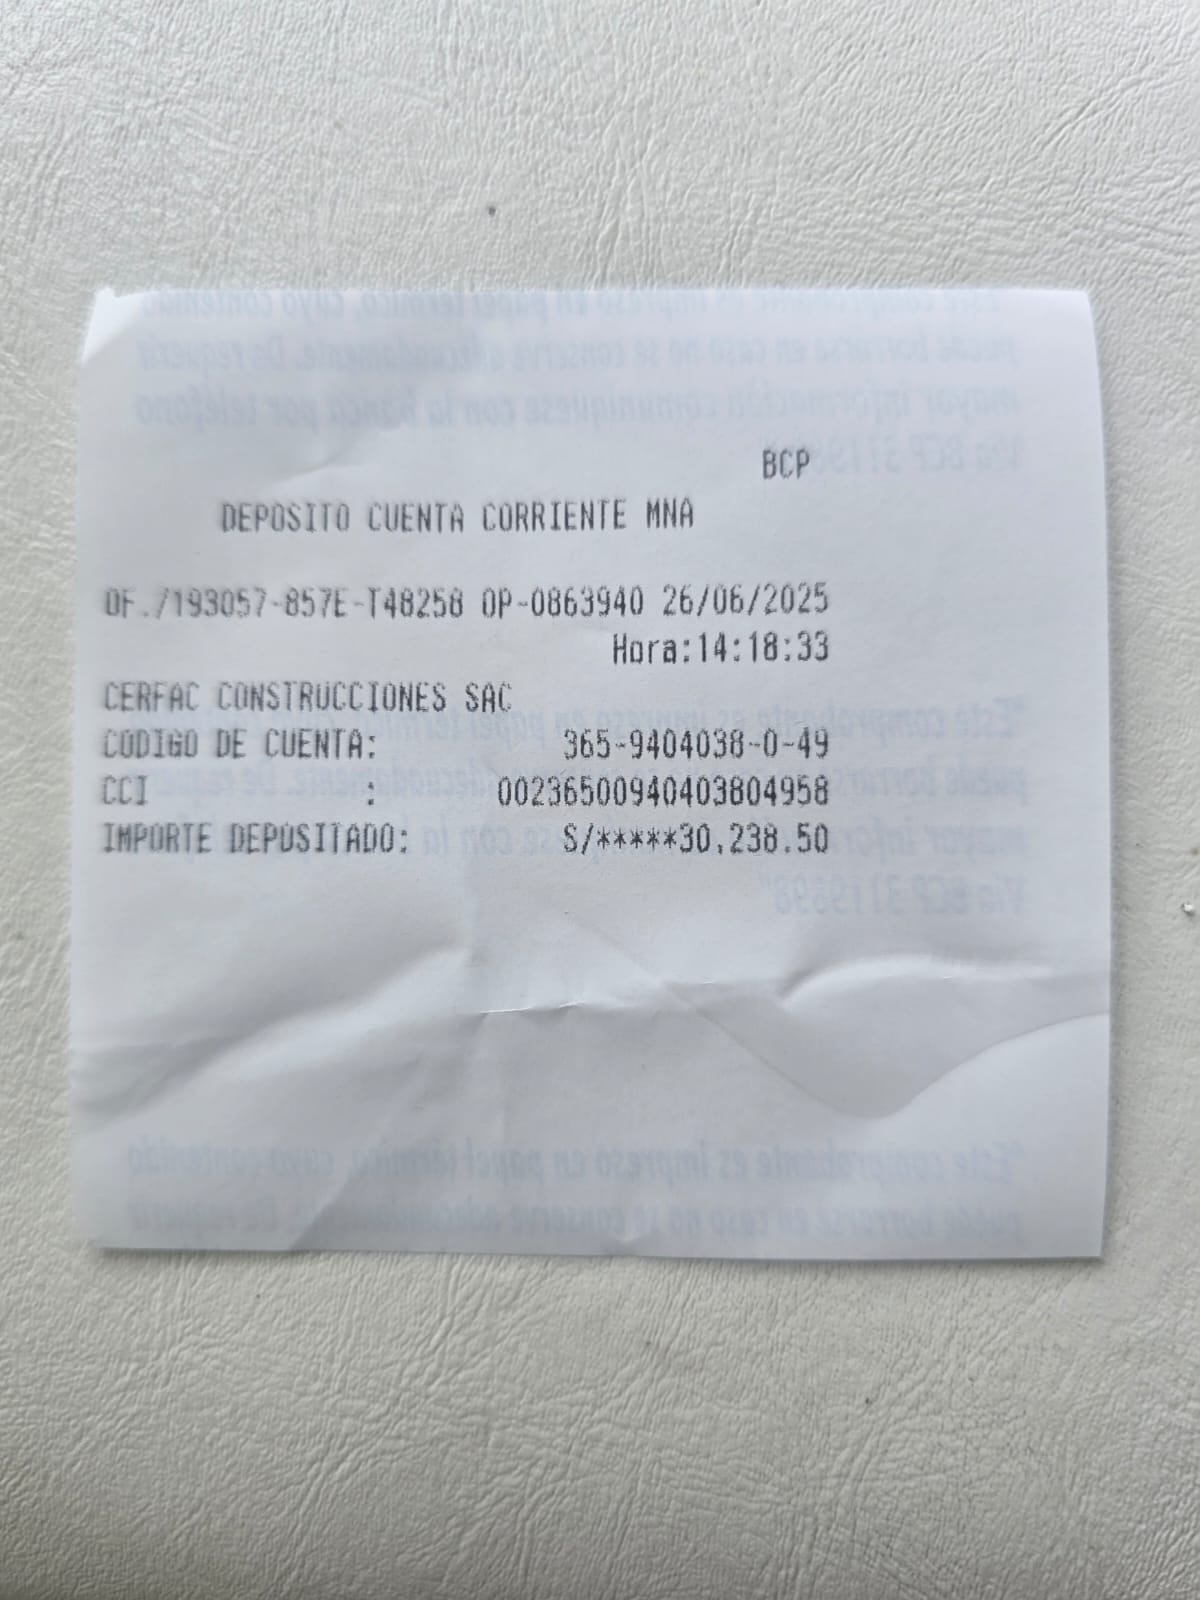 BCP
DEPOSITO CUENTA CORRIENTE MNA
OF./193057-857E-T48258 OP-0863940 26/06/2025
Hora:14:18:33
CERFAC CONSTRUCCIONES SAC
CODIGO DE CUENTA: 365-9404038-0-49
CCI : 00236500940403804958
IMPORTE DEPOSITADO: S/*****30,238.50